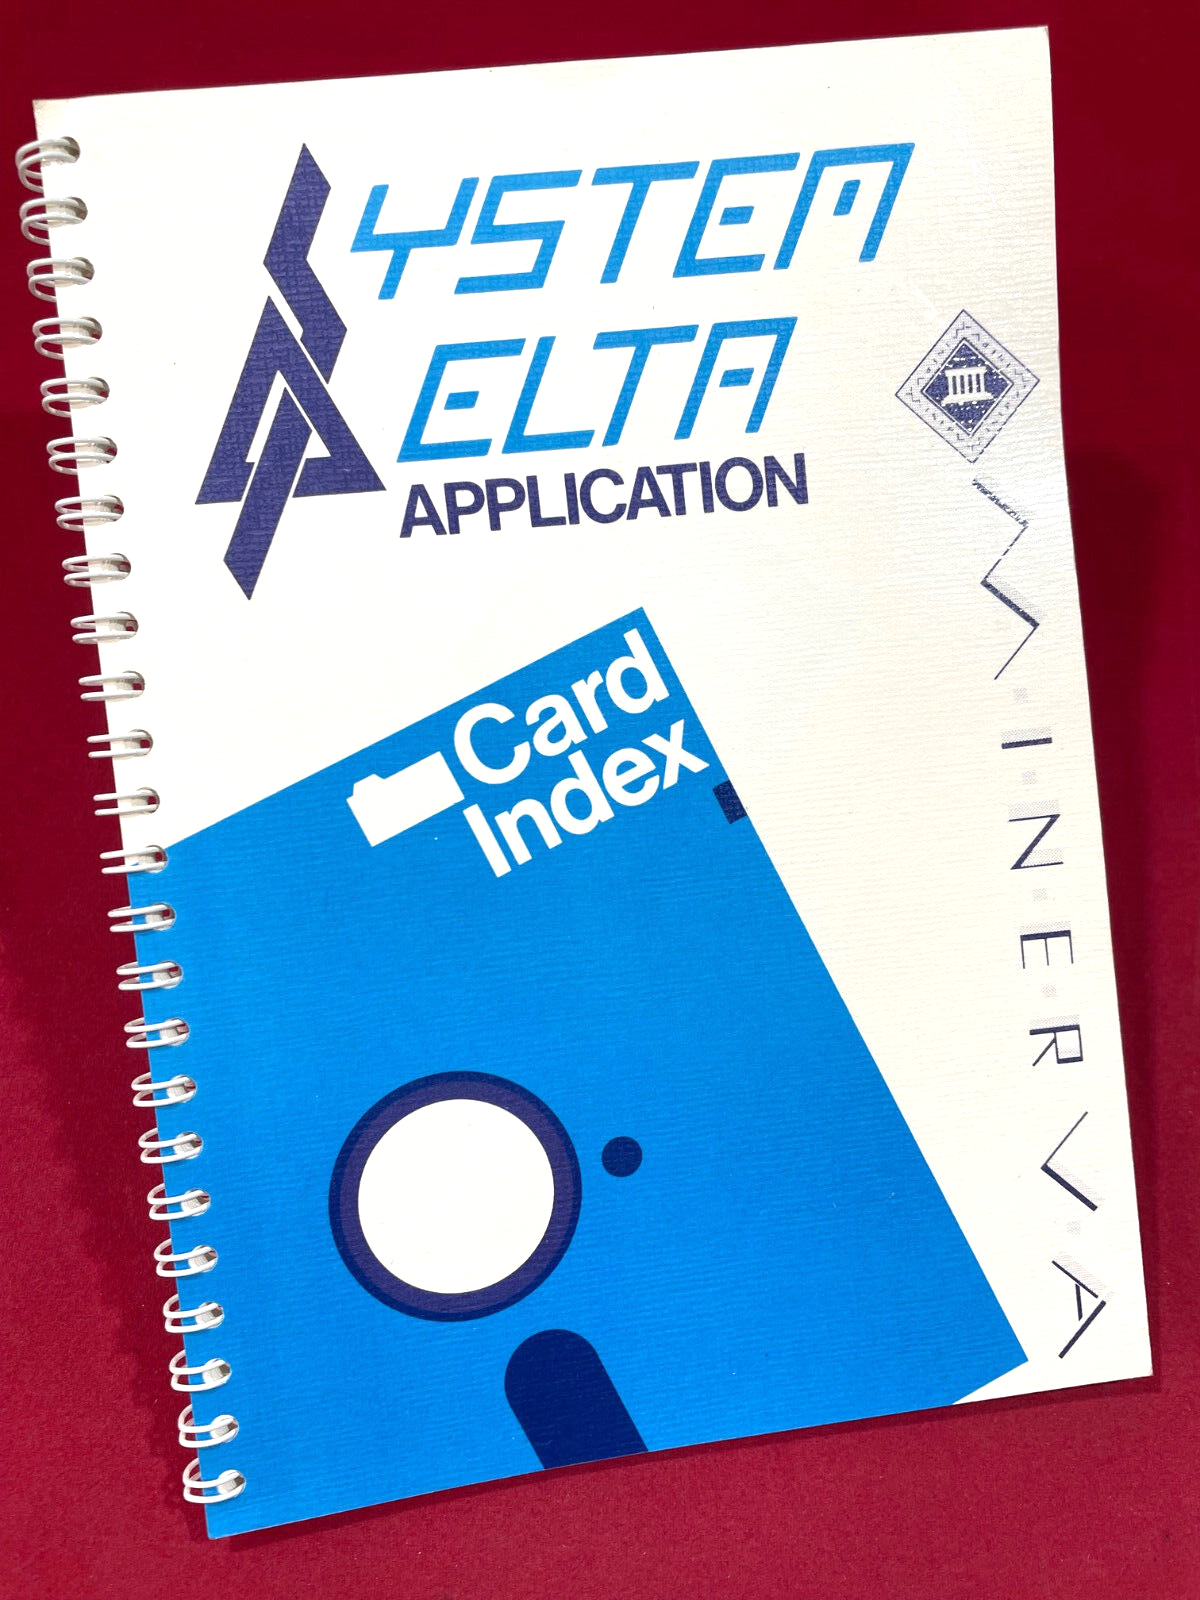 SYSTEM
DELTA
APPLICATION
Card
Index
MINERVA